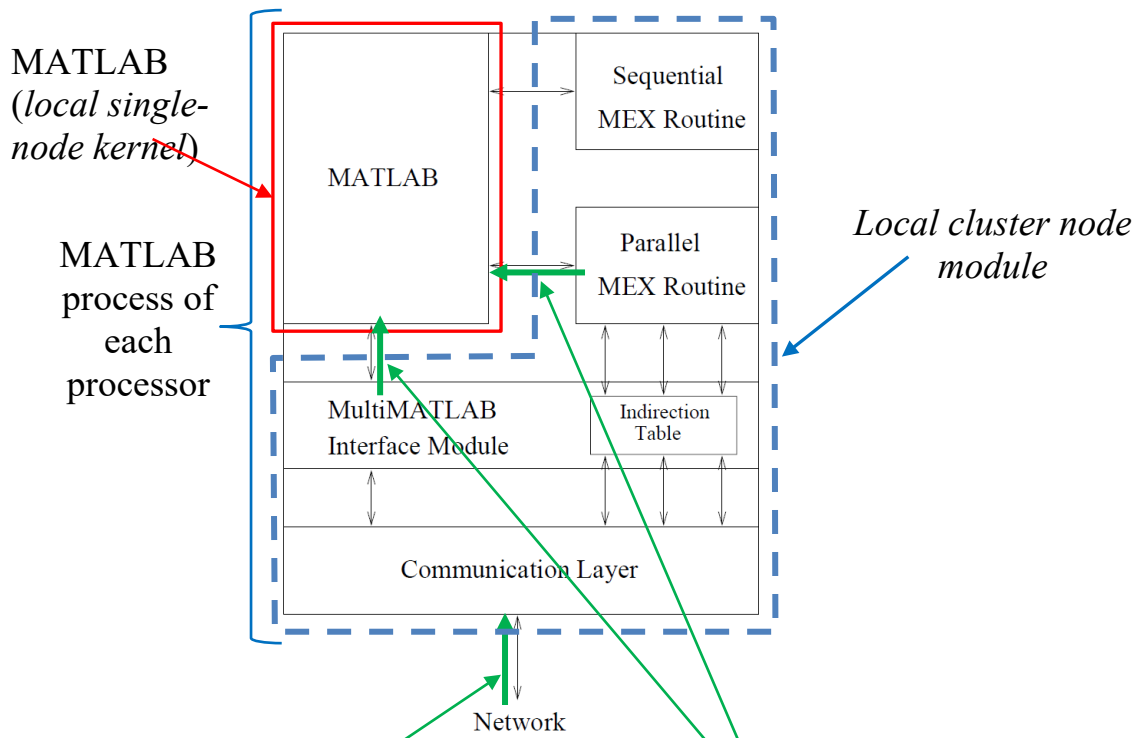 MATLAB
(local single-
node kernel)
MATLAB
process of
each
processor
MATLAB
Sequential
MEX Routine
Parallel
MEX Routine
Local cluster node
module
MultiMATLAB
Interface Module
Indirection
Table
Communication Layer
Network